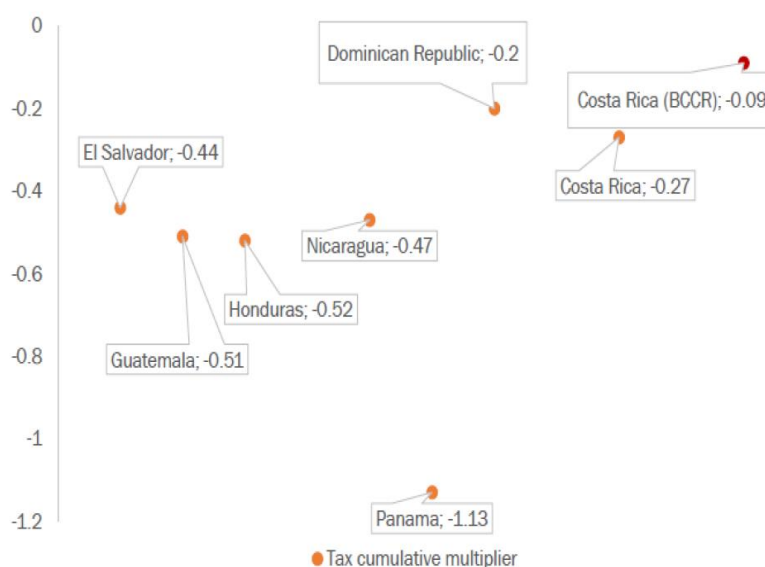 0
Dominican Republic; -0.2
-0.2
Costa Rica (BCCR); -0.09
El Salvador; -0.44
Costa Rica; -0.27
-0.4
Nicaragua; -0.47
-0.6
Honduras; -0.52
Guatemala; -0.51
-0.8
-1
Panama; -1.13
-1.2
Tax cumulative multiplier